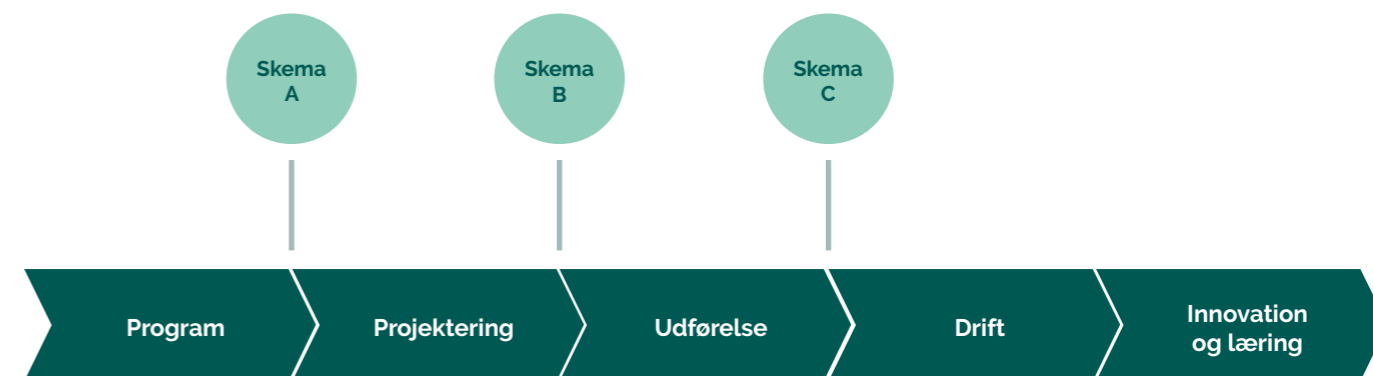 Skema
A
Skema
B
Skema
C
Program
Projektering
Udførelse
Drift
Innovation
og læring